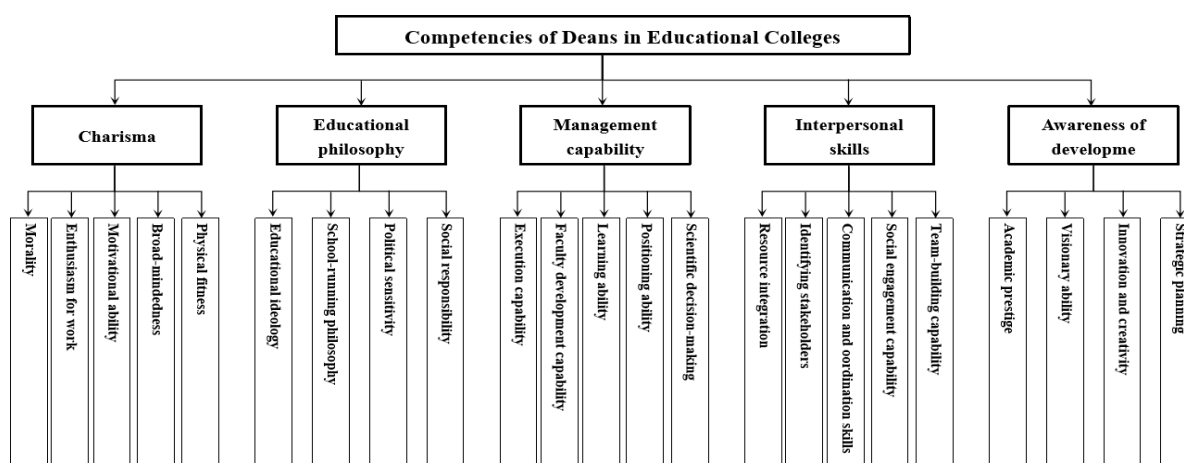 Competencies of Deans in Educational Colleges
Charisma
Educational
philosophy
Management
capability
Interpersonal
skills
Awareness of
developme
Morality
Enthusiasm for work
Motivational ability
Broad-mindedness
Physical fitness
Educational ideology
School-running philosophy
Political sensitivity
Social responsibility
Execution capability
Faculty development capability
Learning ability
Positioning ability
Scientific decision-making
Resource integration
Identifying stakeholders
Communication and oordination skills
Social engagement capability
Team-building capability
Academic prestige
Visionary ability
Innovation and creativity
Strategic planning